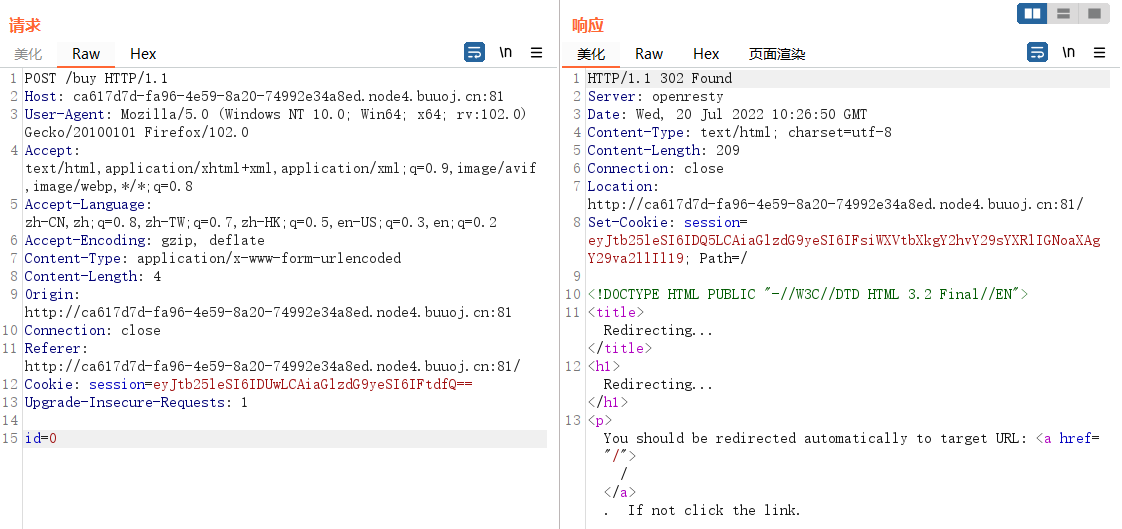 请求
美化 Raw Hex \n
1 POST /buy HTTP/1.1
2 Host: ca617d7d-fa96-4e59-8a20-74992e34a8ed.node4.buuoj.cn:81
3 User-Agent: Mozilla/5.0 (Windows NT 10.0; Win64; x64; rv:102.0)
Gecko/20100101 Firefox/102.0
4 Accept:
text/html,application/xhtml+xml,application/xml;q=0.9,image/avif
,image/webp,*/*;q=0.8
5 Accept-Language:
zh-CN,zh;q=0.8,zh-TW;q=0.7,zh-HK;q=0.5,en-US;q=0.3,en;q=0.2
6 Accept-Encoding: gzip, deflate
7 Content-Type: application/x-www-form-urlencoded
8 Content-Length: 4
9 Origin:
http://ca617d7d-fa96-4e59-8a20-74992e34a8ed.node4.buuoj.cn:81
10 Connection: close
11 Referer:
http://ca617d7d-fa96-4e59-8a20-74992e34a8ed.node4.buuoj.cn:81/
12 Cookie: session=eyJtb25leSI6IDUwLCAiaGlzdG9yeSI6IFtdfQ==
13 Upgrade-Insecure-Requests: 1
14
15 id=0
响应
美化 Raw Hex 页面渲染 \n
1 HTTP/1.1 302 Found
2 Server: openresty
3 Date: Wed, 20 Jul 2022 10:26:50 GMT
4 Content-Type: text/html; charset=utf-8
5 Content-Length: 209
6 Connection: close
7 Location:
http://ca617d7d-fa96-4e59-8a20-74992e34a8ed.node4.buuoj.cn:81/
8 Set-Cookie: session=
eyJtb25leSI6IDQ5LCAiaGlzdG9yeSI6IFsiWXVtbXkgY2hvY29sYXRlIGNoaXAg
Y29va2llIl19; Path=/
9
10 <!DOCTYPE HTML PUBLIC "-//W3C//DTD HTML 3.2 Final//EN">
11 <title>
Redirecting...
</title>
12 <h1>
Redirecting...
</h1>
13 <p>
You should be redirected automatically to target URL: <a href=
"/">
/
</a>
. If not click the link.